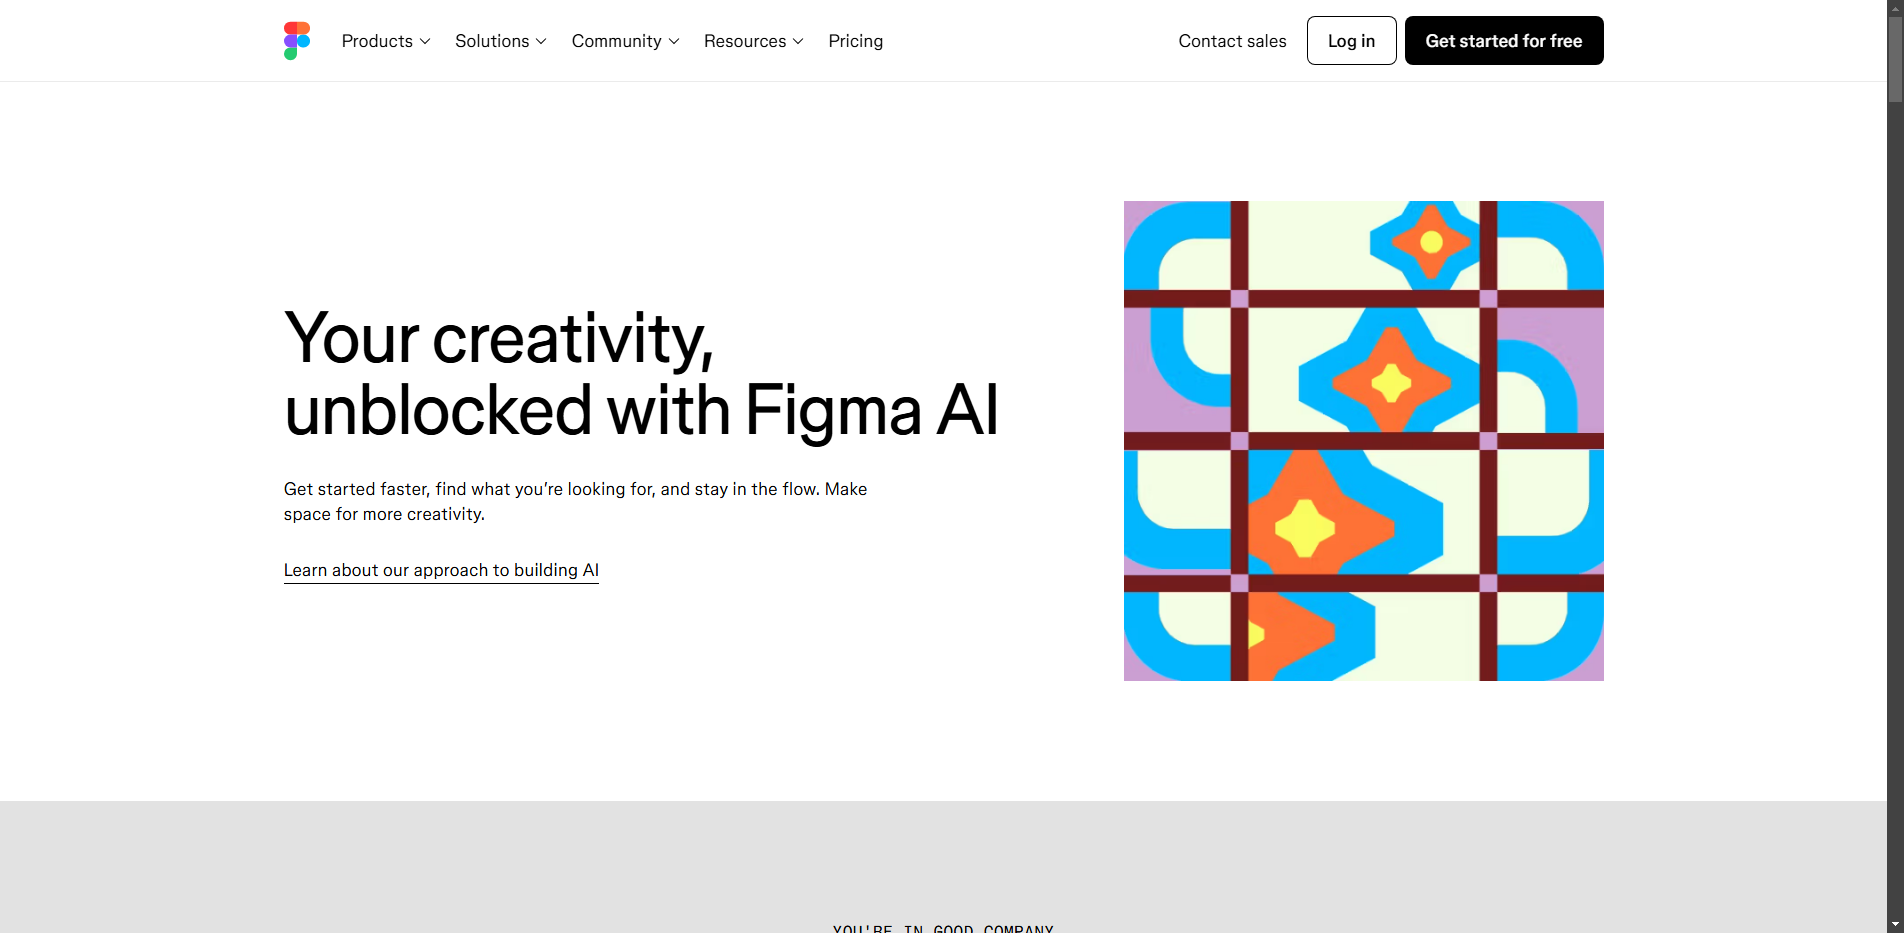 Products
Solutions
Community
Resources
Pricing
Contact sales
Log in
Get started for free
Your creativity,
unblocked with Figma AI
Get started faster, find what you’re looking for, and stay in the flow. Make
space for more creativity.
Learn about our approach to building AI
YOU'RE IN GOOD COMPANY